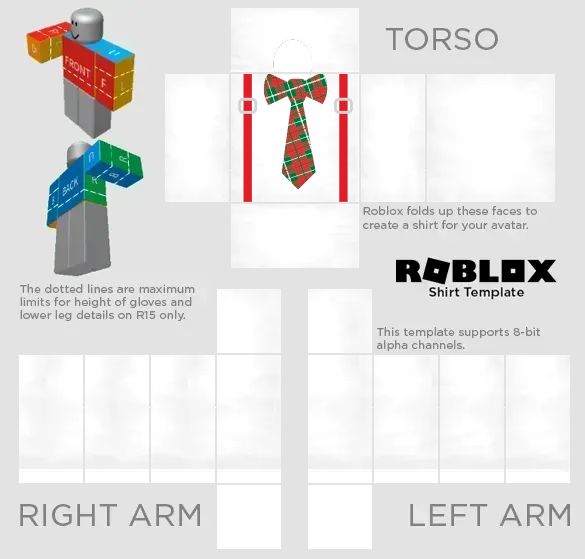 TORSO
FRONT
F
L
BACK
R
Roblox folds up these faces to
create a shirt for your avatar.
ROBLOX
Shirt Template
The dotted lines are maximum
limits for height of gloves and
lower leg details on R15 only.
This template supports 8-bit
alpha channels.
RIGHT ARM
LEFT ARM